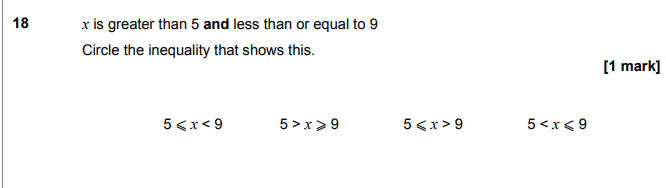 18 x is greater than 5 and less than or equal to 9
Circle the inequality that shows this.
[1 mark]
5 ⩽ x < 9 5 > x ⩾ 9 5 ⩽ x > 9 5 < x ⩽ 9